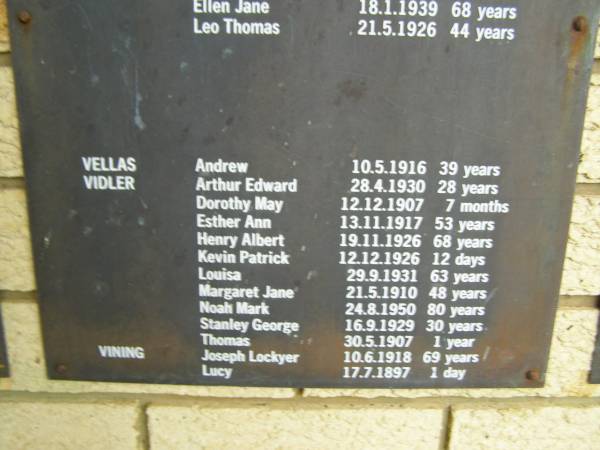 Ellen Jane 18.1.1939 68 years
Leo Thomas 21.5.1926 44 years
VELLAS Andrew 10.5.1916 39 years
VIDLER Arthur Edward 28.4.1930 28 years
Dorothy May 12.12.1907 7 months
Esther Ann 13.11.1917 53 years
Henry Albert 19.11.1926 68 years
Kevin Patrick 12.12.1926 12 days
Louisa 29.9.1931 63 years
Margaret Jane 21.5.1910 48 years
Noah Mark 24.8.1950 80 years
Stanley George 16.9.1929 30 years
Thomas 30.5.1907 1 year
VINING Joseph Lockyer 10.6.1918 69 years
Lucy 17.7.1897 1 day